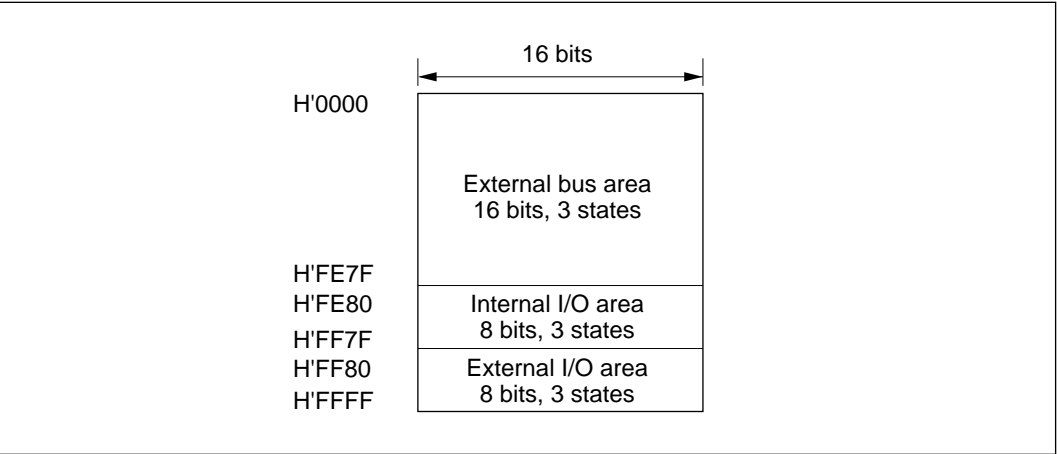 16 bits
H'0000
External bus area
16 bits, 3 states
H'FE7F
H'FE80
Internal I/O area
8 bits, 3 states
H'FF7F
H'FF80
External I/O area
8 bits, 3 states
H'FFFF